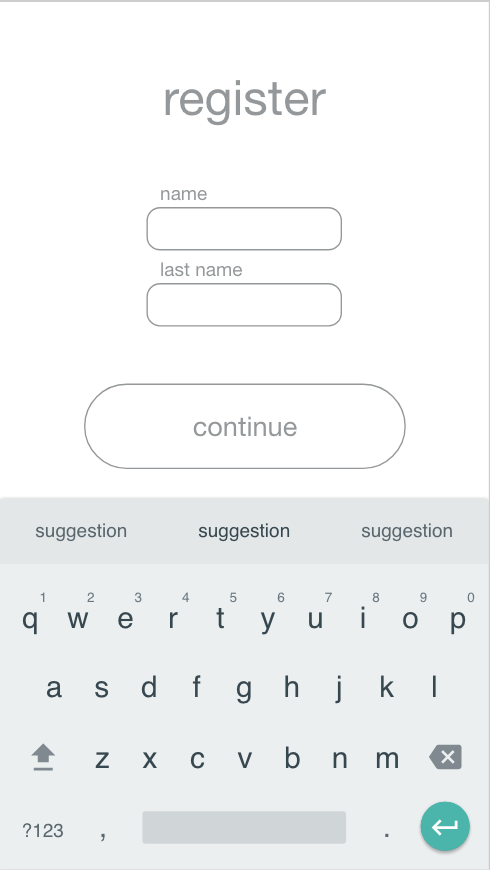 register
name
last name
continue
suggestion suggestion suggestion
1 2 3 4 5 6 7 8 9 0
q w e r t y u i o p
a s d f g h j k l
z x c v b n m
?123 , .